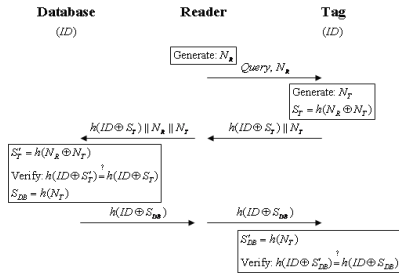 Database Reader Tag
(ID) (ID)
Generate: N_R
Query, N_R
Generate: N_T
S_T = h(N_R⊕N_T)
h(ID⊕S_T) || N_R || N_T h(ID⊕S_T) || N_T
S'_T = h(N_R⊕N_T)
Verify: h(ID⊕S'_T) ≟ h(ID⊕S_T)
S_DB = h(N_T)
h(ID⊕S_DB) h(ID⊕S_DB)
S'_DB = h(N_T)
Verify: h(ID⊕S'_DB) ≟ h(ID⊕S_DB)